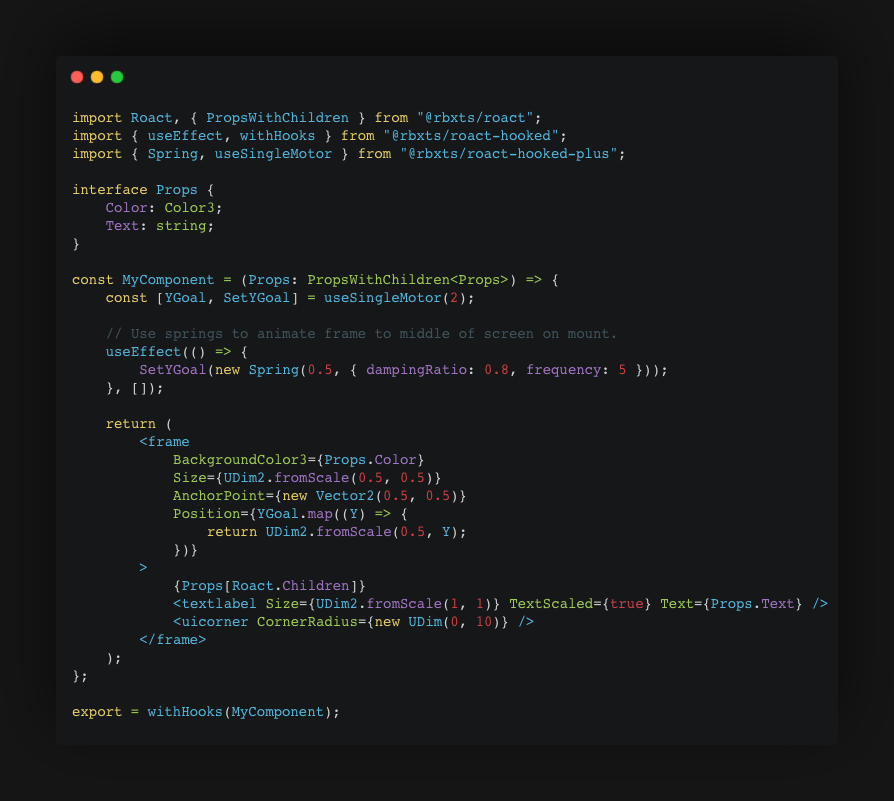 import Roact, { PropsWithChildren } from "@rbxts/roact";
import { useEffect, withHooks } from "@rbxts/roact-hooked";
import { Spring, useSingleMotor } from "@rbxts/roact-hooked-plus";

interface Props {
    Color: Color3;
    Text: string;
}

const MyComponent = (Props: PropsWithChildren<Props>) => {
    const [YGoal, SetYGoal] = useSingleMotor(2);

    // Use springs to animate frame to middle of screen on mount.
    useEffect(() => {
        SetYGoal(new Spring(0.5, { dampingRatio: 0.8, frequency: 5 }));
    }, []);

    return (
        <frame
            BackgroundColor3={Props.Color}
            Size={UDim2.fromScale(0.5, 0.5)}
            AnchorPoint={new Vector2(0.5, 0.5)}
            Position={YGoal.map((Y) => {
                return UDim2.fromScale(0.5, Y);
            })}
        >
            {Props[Roact.Children]}
            <textlabel Size={UDim2.fromScale(1, 1)} TextScaled={true} Text={Props.Text} />
            <uicorner CornerRadius={new UDim(0, 10)} />
        </frame>
    );
};

export = withHooks(MyComponent);